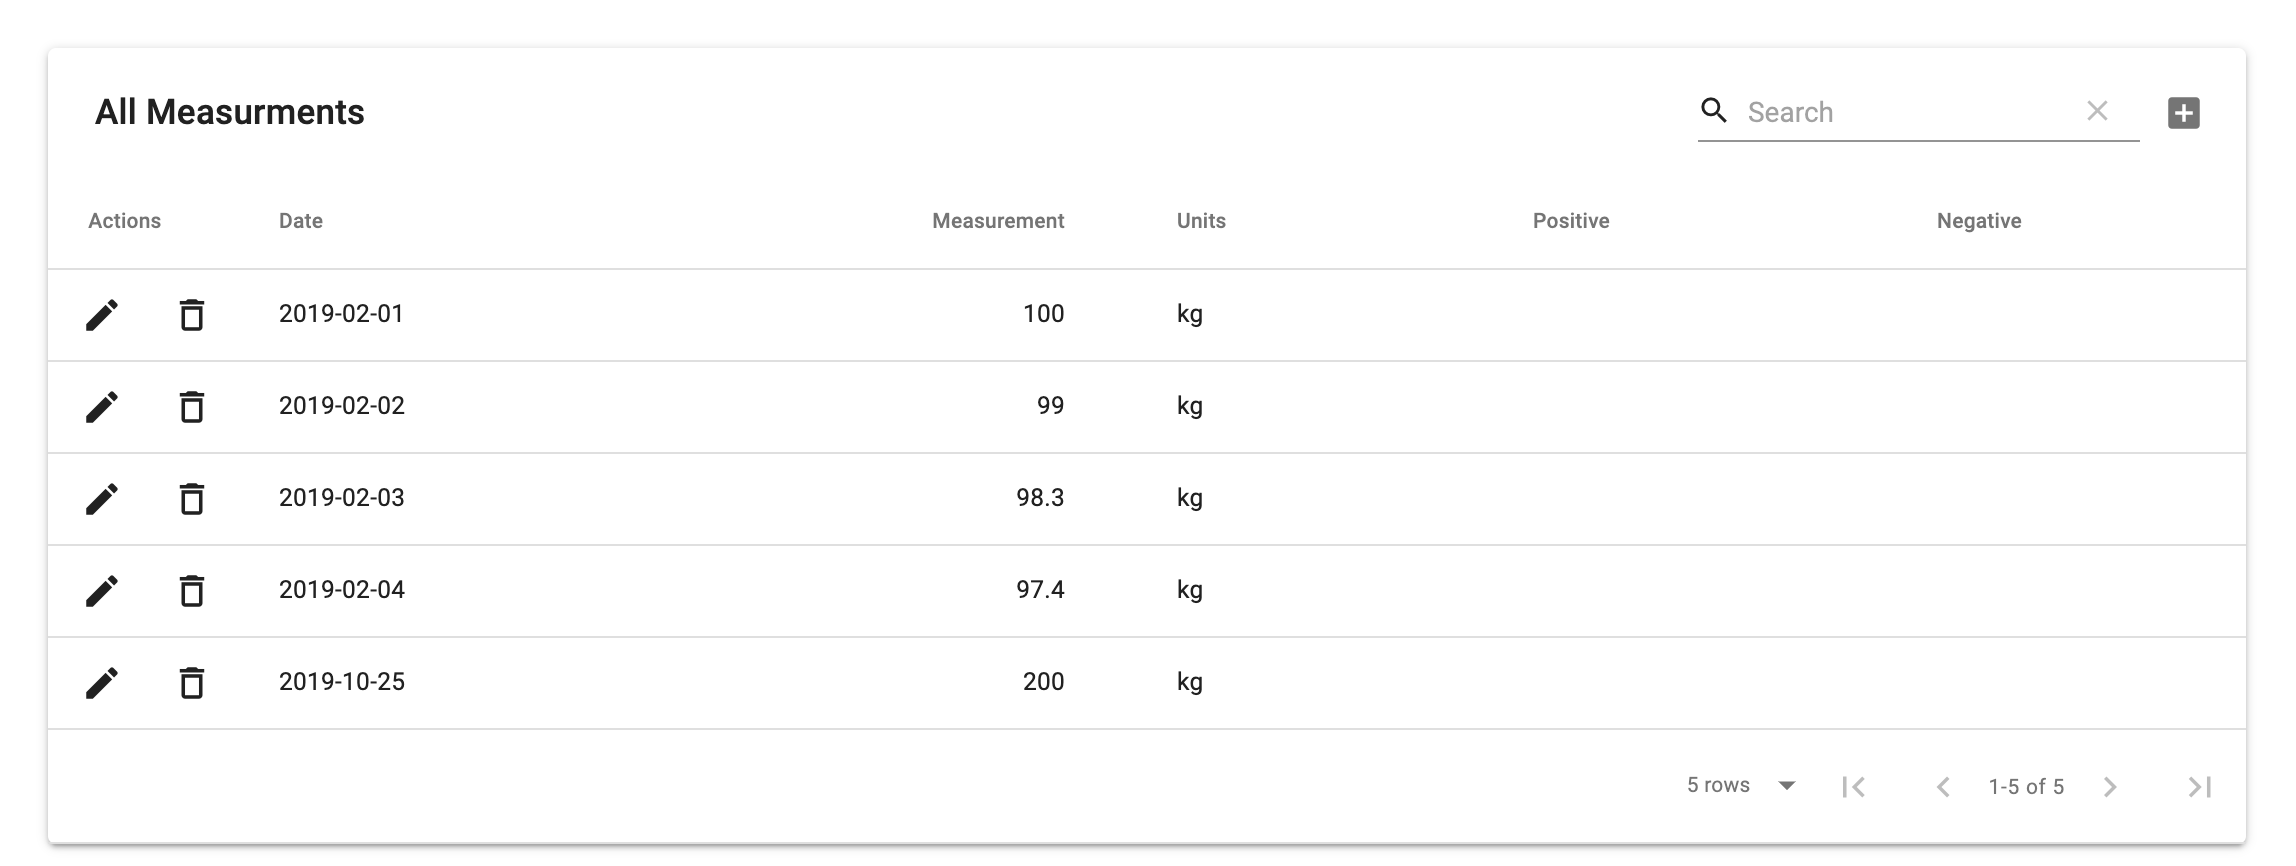 All Measurments
Search
Actions Date Measurement Units Positive Negative
2019-02-01 100 kg
2019-02-02 99 kg
2019-02-03 98.3 kg
2019-02-04 97.4 kg
2019-10-25 200 kg
5 rows 1-5 of 5